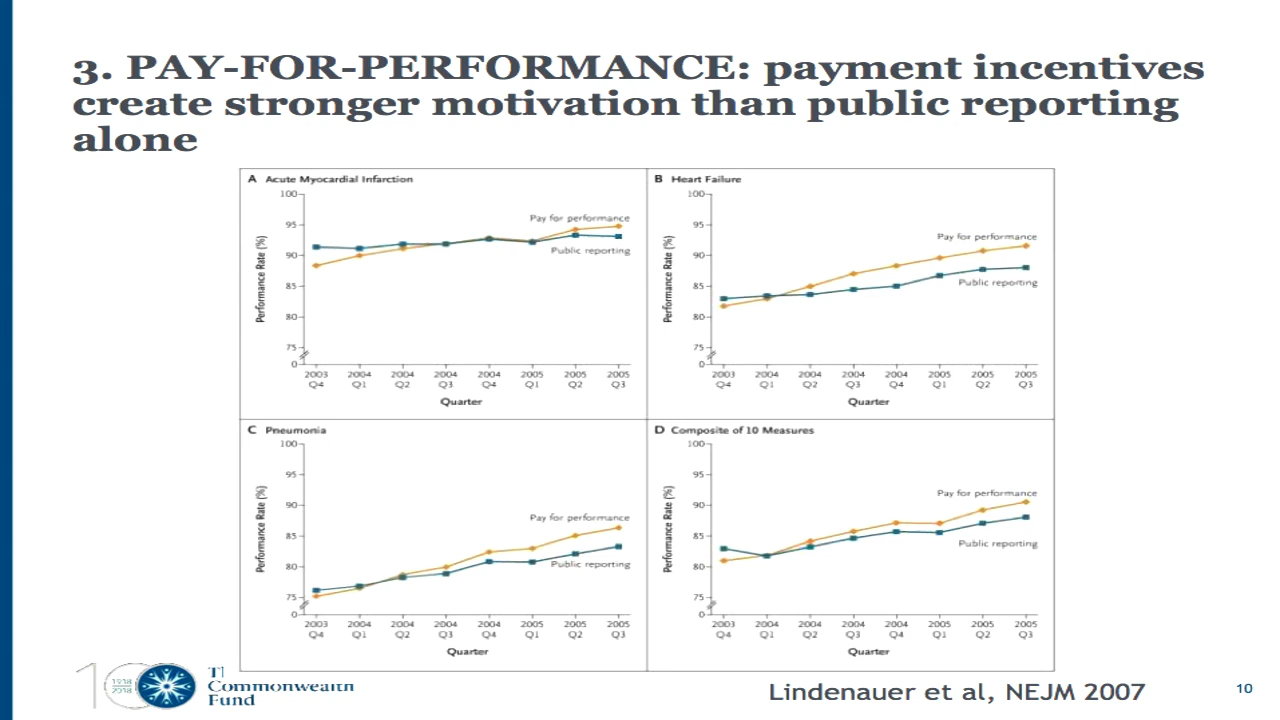 3. PAY-FOR-PERFORMANCE: payment incentives
create stronger motivation than public reporting
alone
A Acute Myocardial Infarction
100
95
90
85
80
75
0
Performance Rate (%)
Pay for performance
Public reporting
2003 2004 2004 2004 2004 2005 2005 2005
Q4 Q1 Q2 Q3 Q4 Q1 Q2 Q3
Quarter
B Heart Failure
100
95
90
85
80
75
0
Performance Rate (%)
Pay for performance
Public reporting
2003 2004 2004 2004 2004 2005 2005 2005
Q4 Q1 Q2 Q3 Q4 Q1 Q2 Q3
Quarter
C Pneumonia
100
95
90
85
80
75
0
Performance Rate (%)
Pay for performance
Public reporting
2003 2004 2004 2004 2004 2005 2005 2005
Q4 Q1 Q2 Q3 Q4 Q1 Q2 Q3
Quarter
D Composite of 10 Measures
100
95
90
85
80
75
0
Performance Rate (%)
Pay for performance
Public reporting
2003 2004 2004 2004 2004 2005 2005 2005
Q4 Q1 Q2 Q3 Q4 Q1 Q2 Q3
Quarter
1918
2018
Commonwealth
Fund
Lindenauer et al, NEJM 2007
10